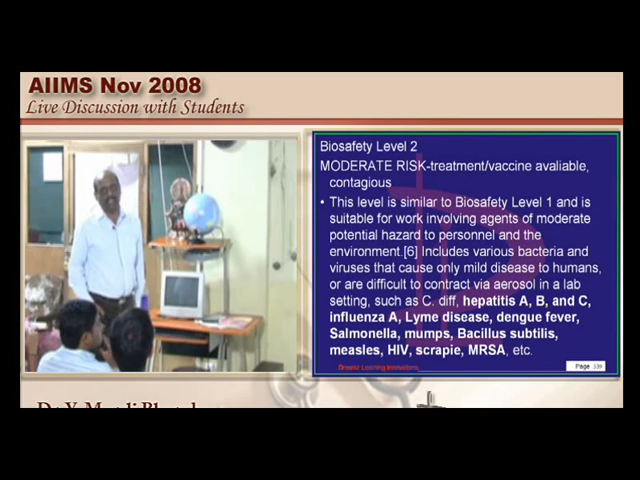 AIIMS Nov 2008
Live Discussion with Students
Biosafety Level 2
MODERATE RISK-treatment/vaccine avaliable,
contagious
• This level is similar to Biosafety Level 1 and is
suitable for work involving agents of moderate
potential hazard to personnel and the
environment.[6] Includes various bacteria and
viruses that cause only mild disease to humans,
or are difficult to contract via aerosol in a lab
setting, such as C. diff, hepatitis A, B, and C,
influenza A, Lyme disease, dengue fever,
Salmonella, mumps, Bacillus subtilis,
measles, HIV, scrapie, MRSA, etc.
Learning Innovations
Page 339